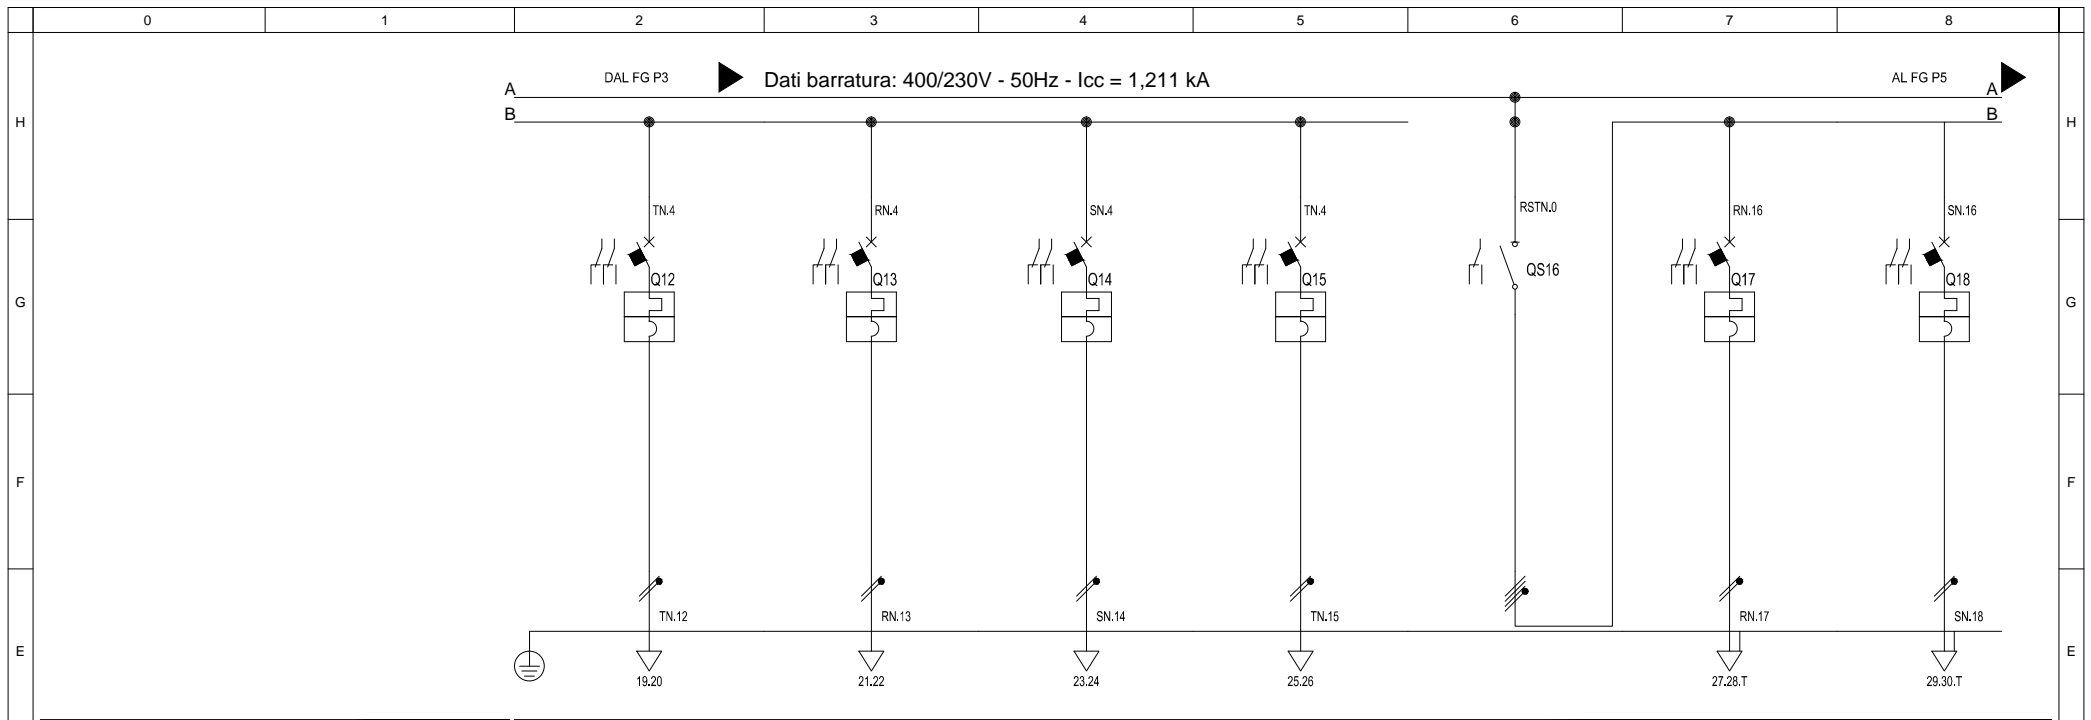 0 1 2 3 4 5 6 7 8
DAL FG P3 Dati barratura: 400/230V - 50Hz - Icc = 1,211 kA AL FG P5
A A
B B
H H
TN.4 RN.4 SN.4 TN.4 RSTN.0 RN.16 SN.16
Q12 Q13 Q14 Q15 QS16 Q17 Q18
G G
F F
TN.12 RN.13 SN.14 TN.15 RN.17 SN.18
E E
19.20 21.22 23.24 25.26 27.28.T 29.30.T